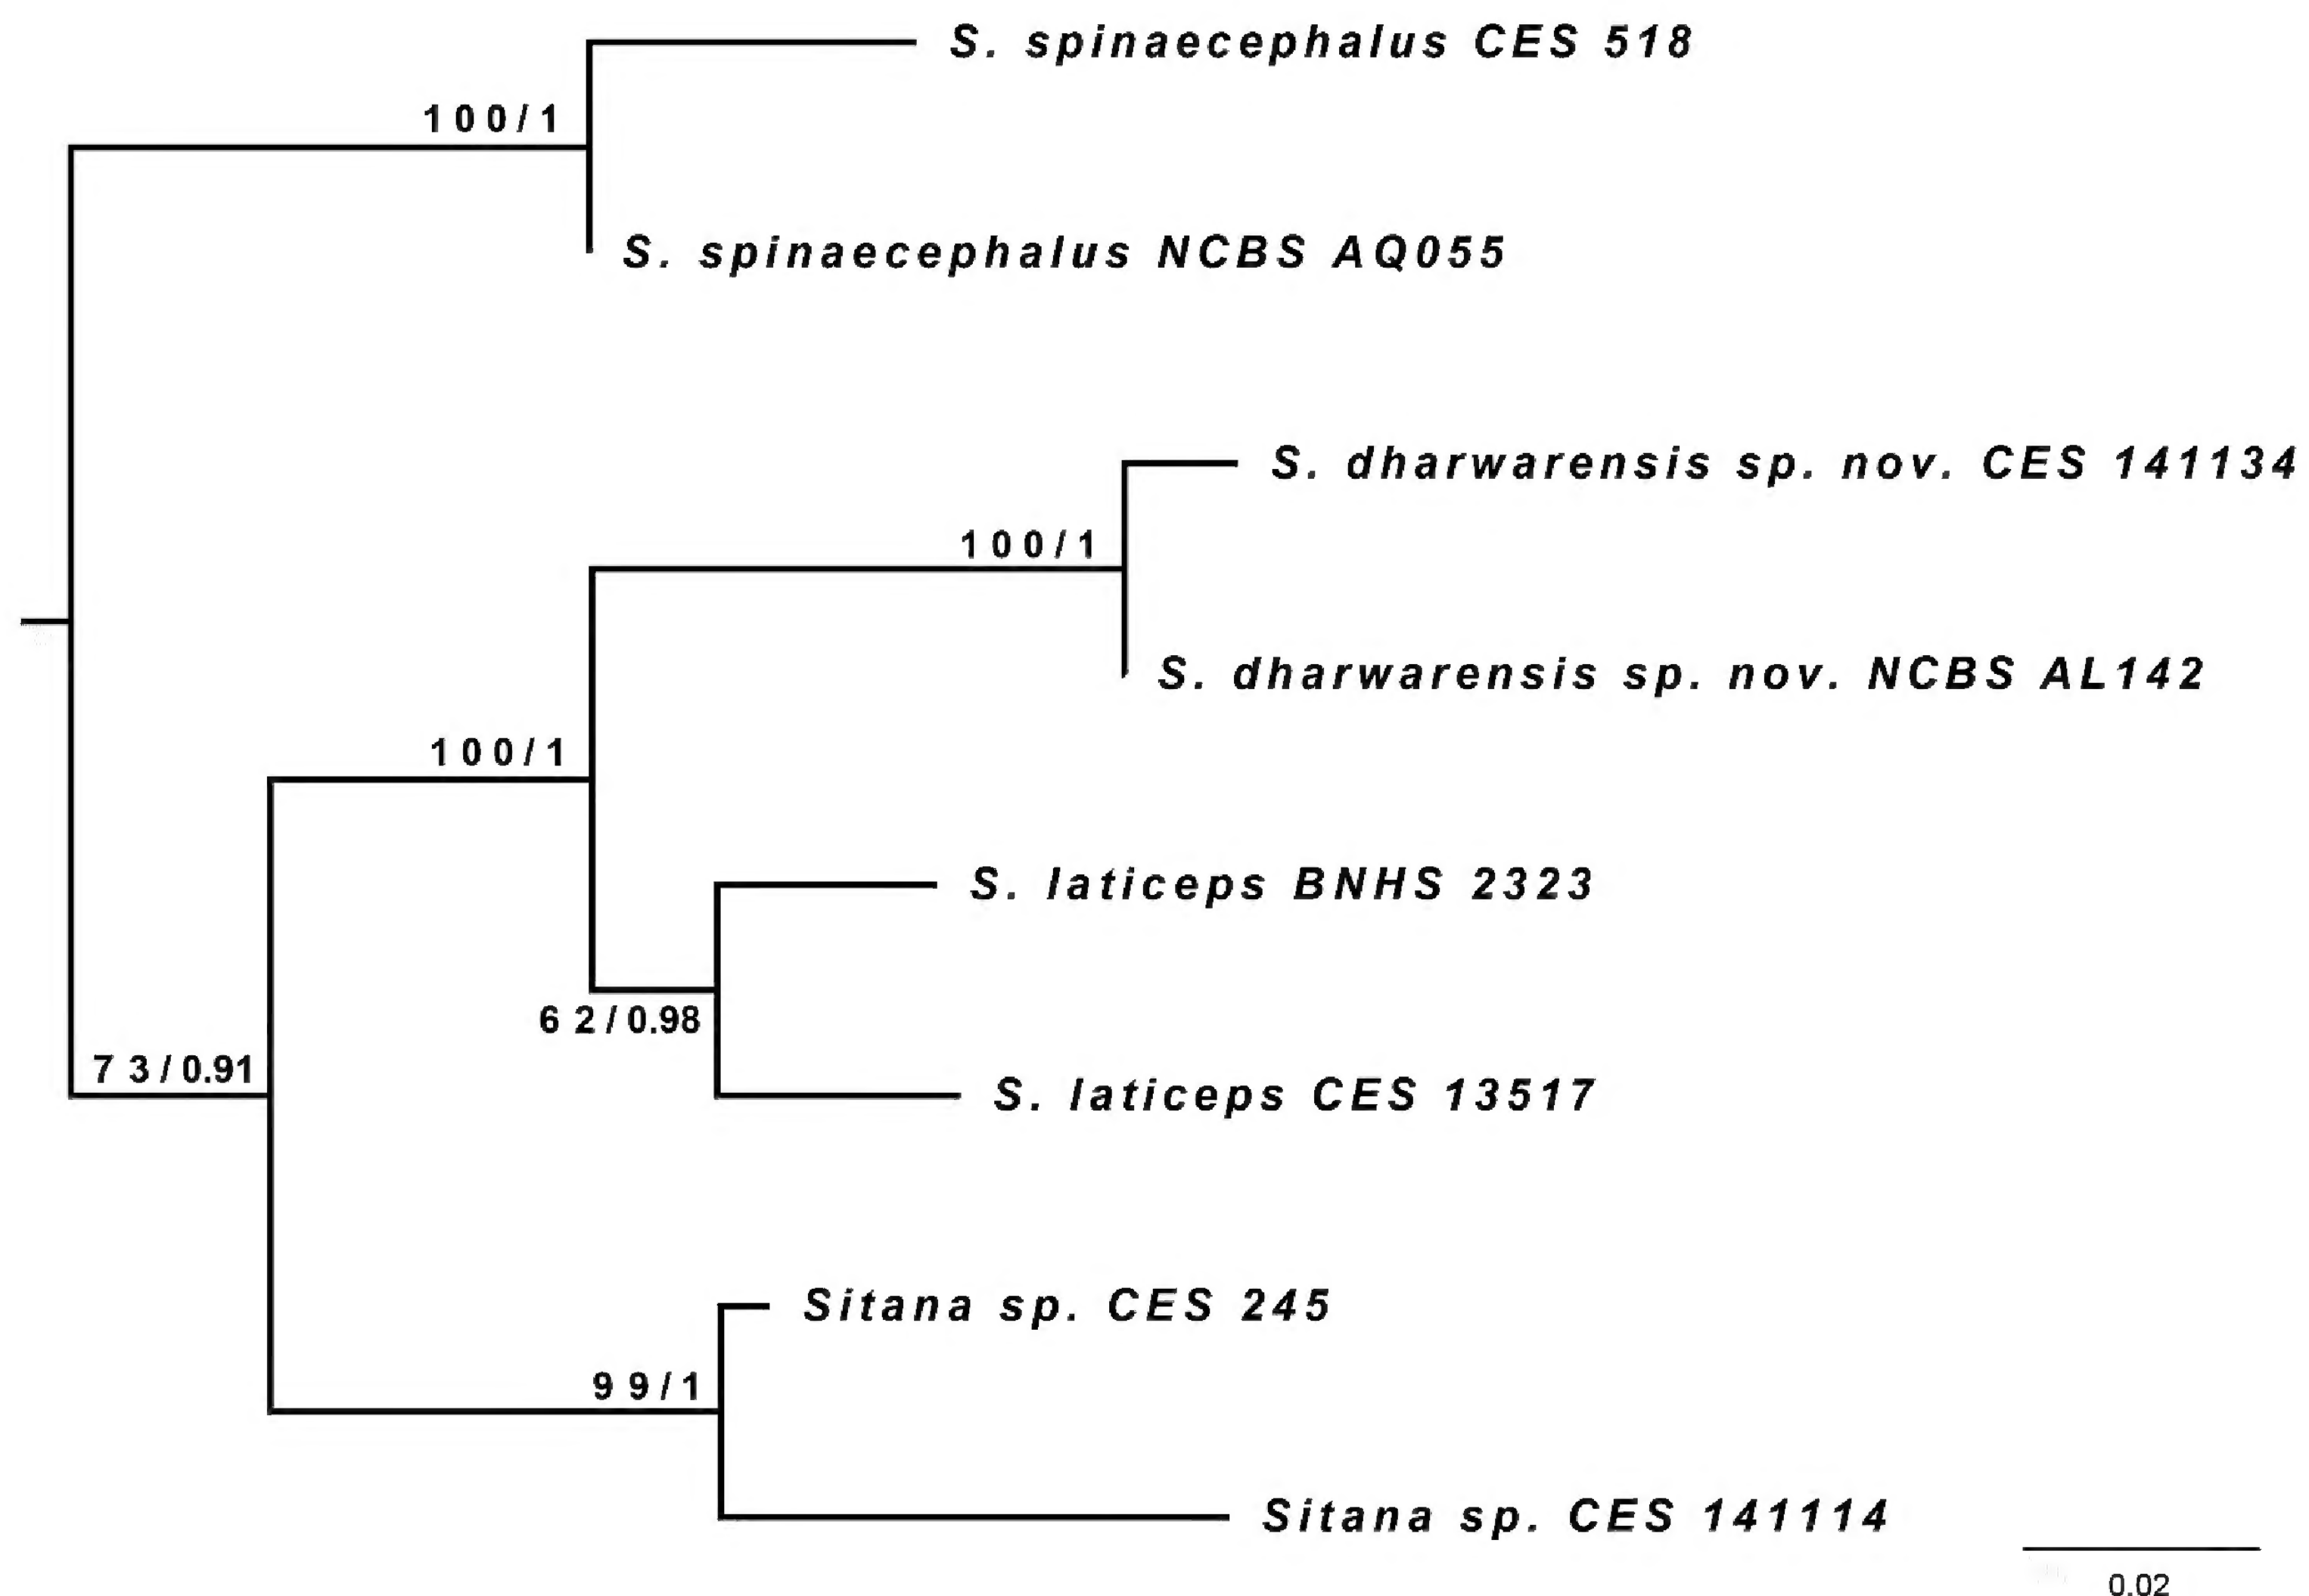 S. spinaecephalus CES 518
100/1
S. spinaecephalus NCBS AQ055
S. dharwarensis sp. nov. CES 141134
100/1
S. dharwarensis sp. nov. NCBS AL142
100/1
S. laticeps BNHS 2323
62/0.98
73/0.91
S. laticeps CES 13517
Sitana sp. CES 245
99/1
Sitana sp. CES 141114
0.02